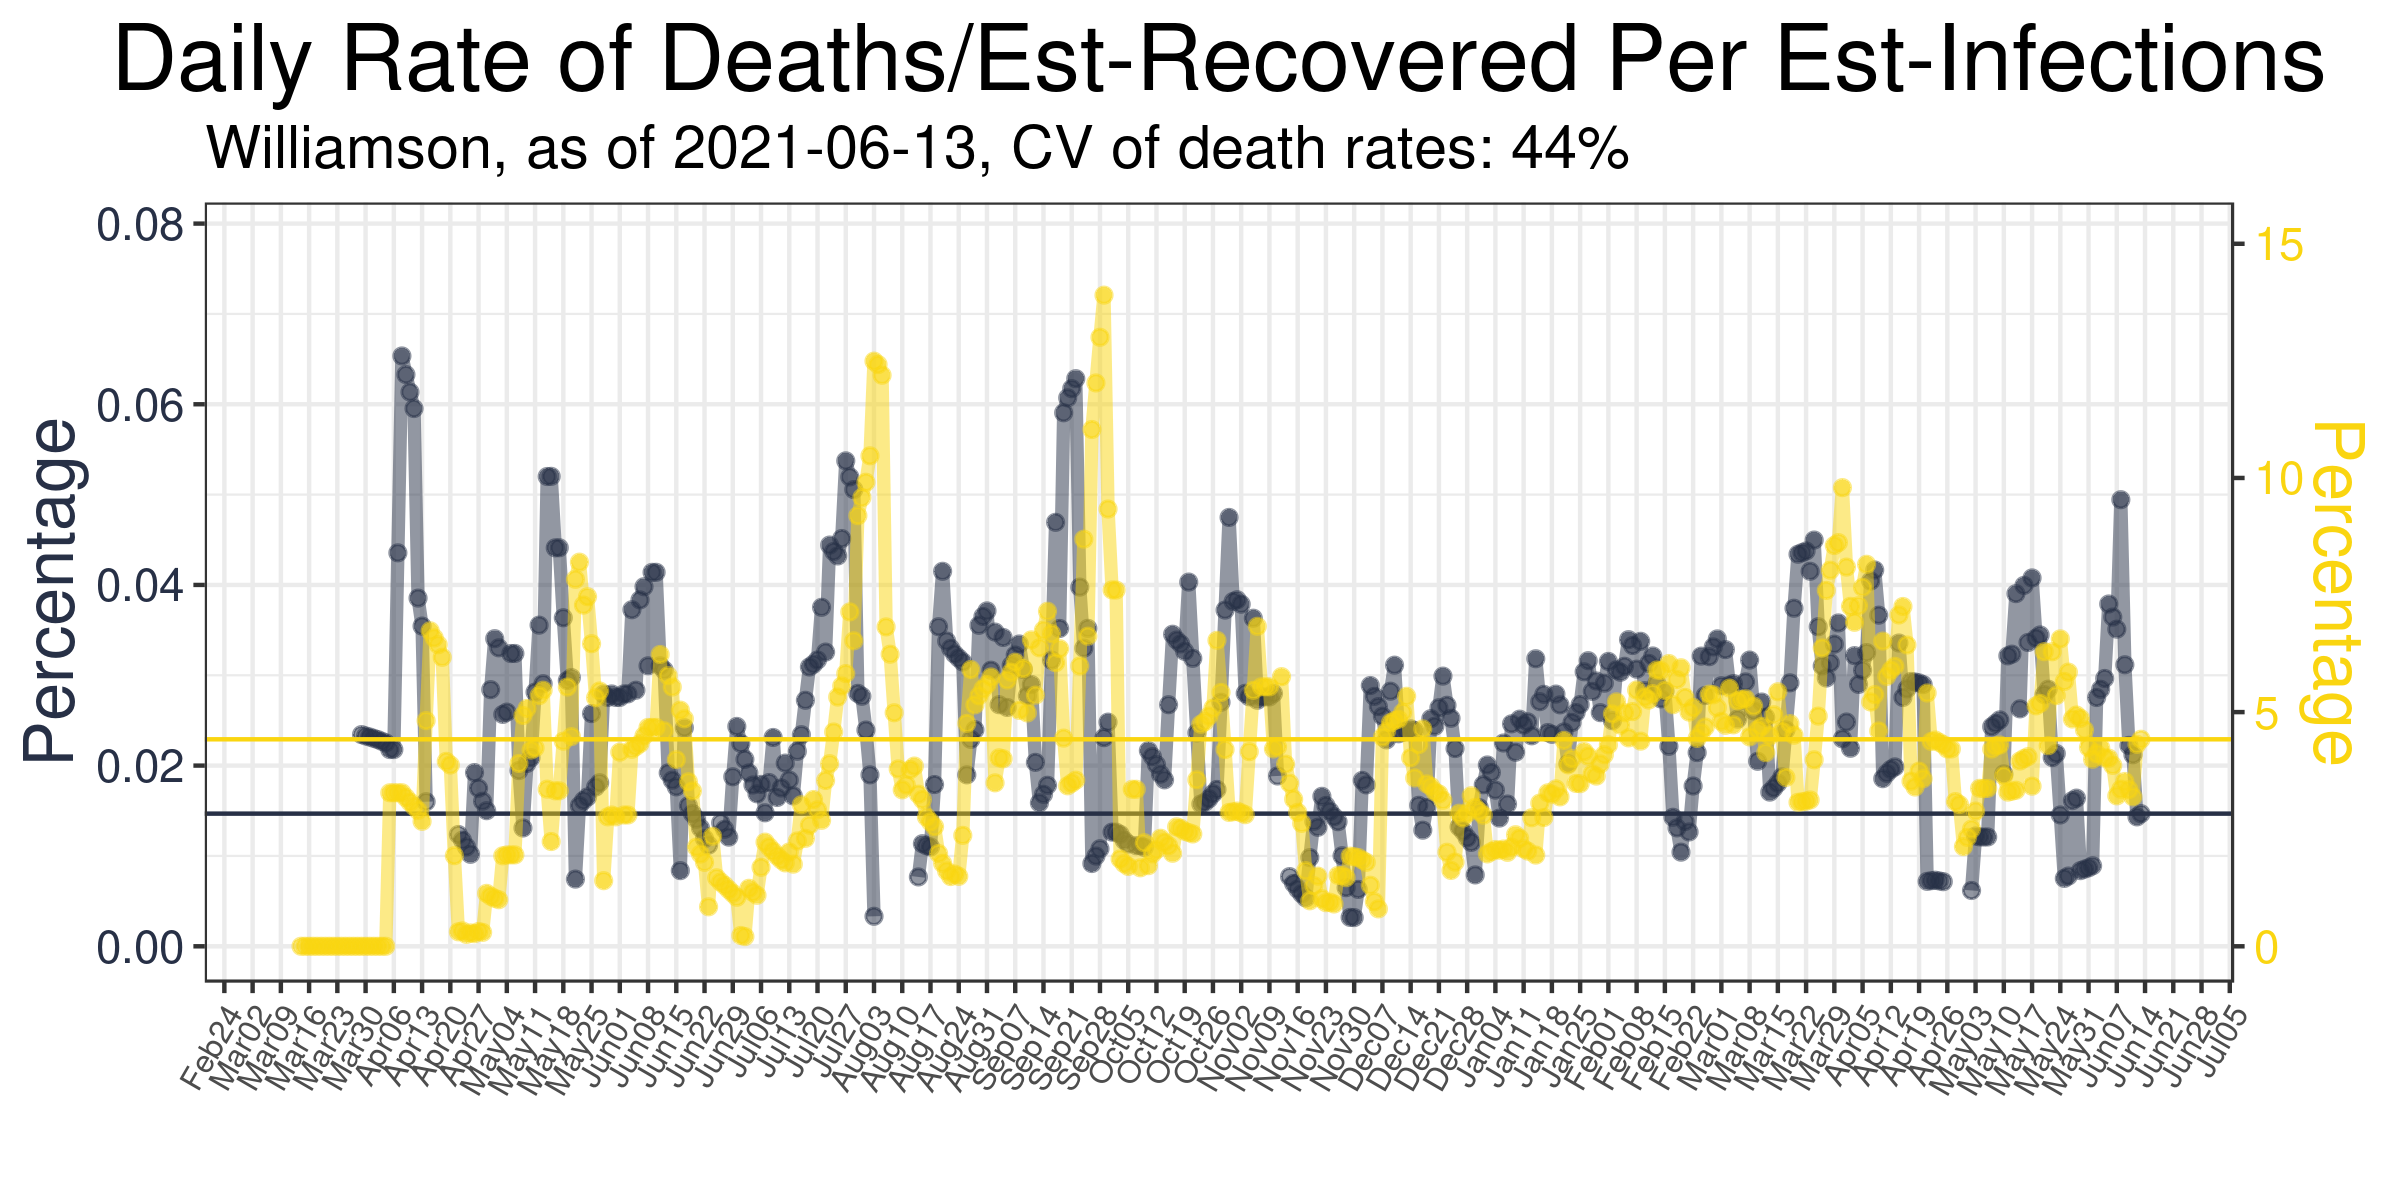 Daily Rate of Deaths/Est-Recovered Per Est-Infections
Williamson, as of 2021-06-13, CV of death rates: 44%
Percentage
0.08
0.06
0.04
0.02
0.00
15
10
5
0
Percentage
Feb24
Mar02
Mar09
Mar16
Mar23
Mar30
Apr06
Apr13
Apr20
Apr27
May04
May11
May18
May25
Jun01
Jun08
Jun15
Jun22
Jun29
Jul06
Jul13
Jul20
Jul27
Aug03
Aug10
Aug17
Aug24
Aug31
Sep07
Sep14
Sep21
Sep28
Oct05
Oct12
Oct19
Oct26
Nov02
Nov09
Nov16
Nov23
Nov30
Dec07
Dec14
Dec21
Dec28
Jan04
Jan11
Jan18
Jan25
Feb01
Feb08
Feb15
Feb22
Mar01
Mar08
Mar15
Mar22
Mar29
Apr05
Apr12
Apr19
Apr26
May03
May10
May17
May24
May31
Jun07
Jun14
Jun21
Jun28
Jul05